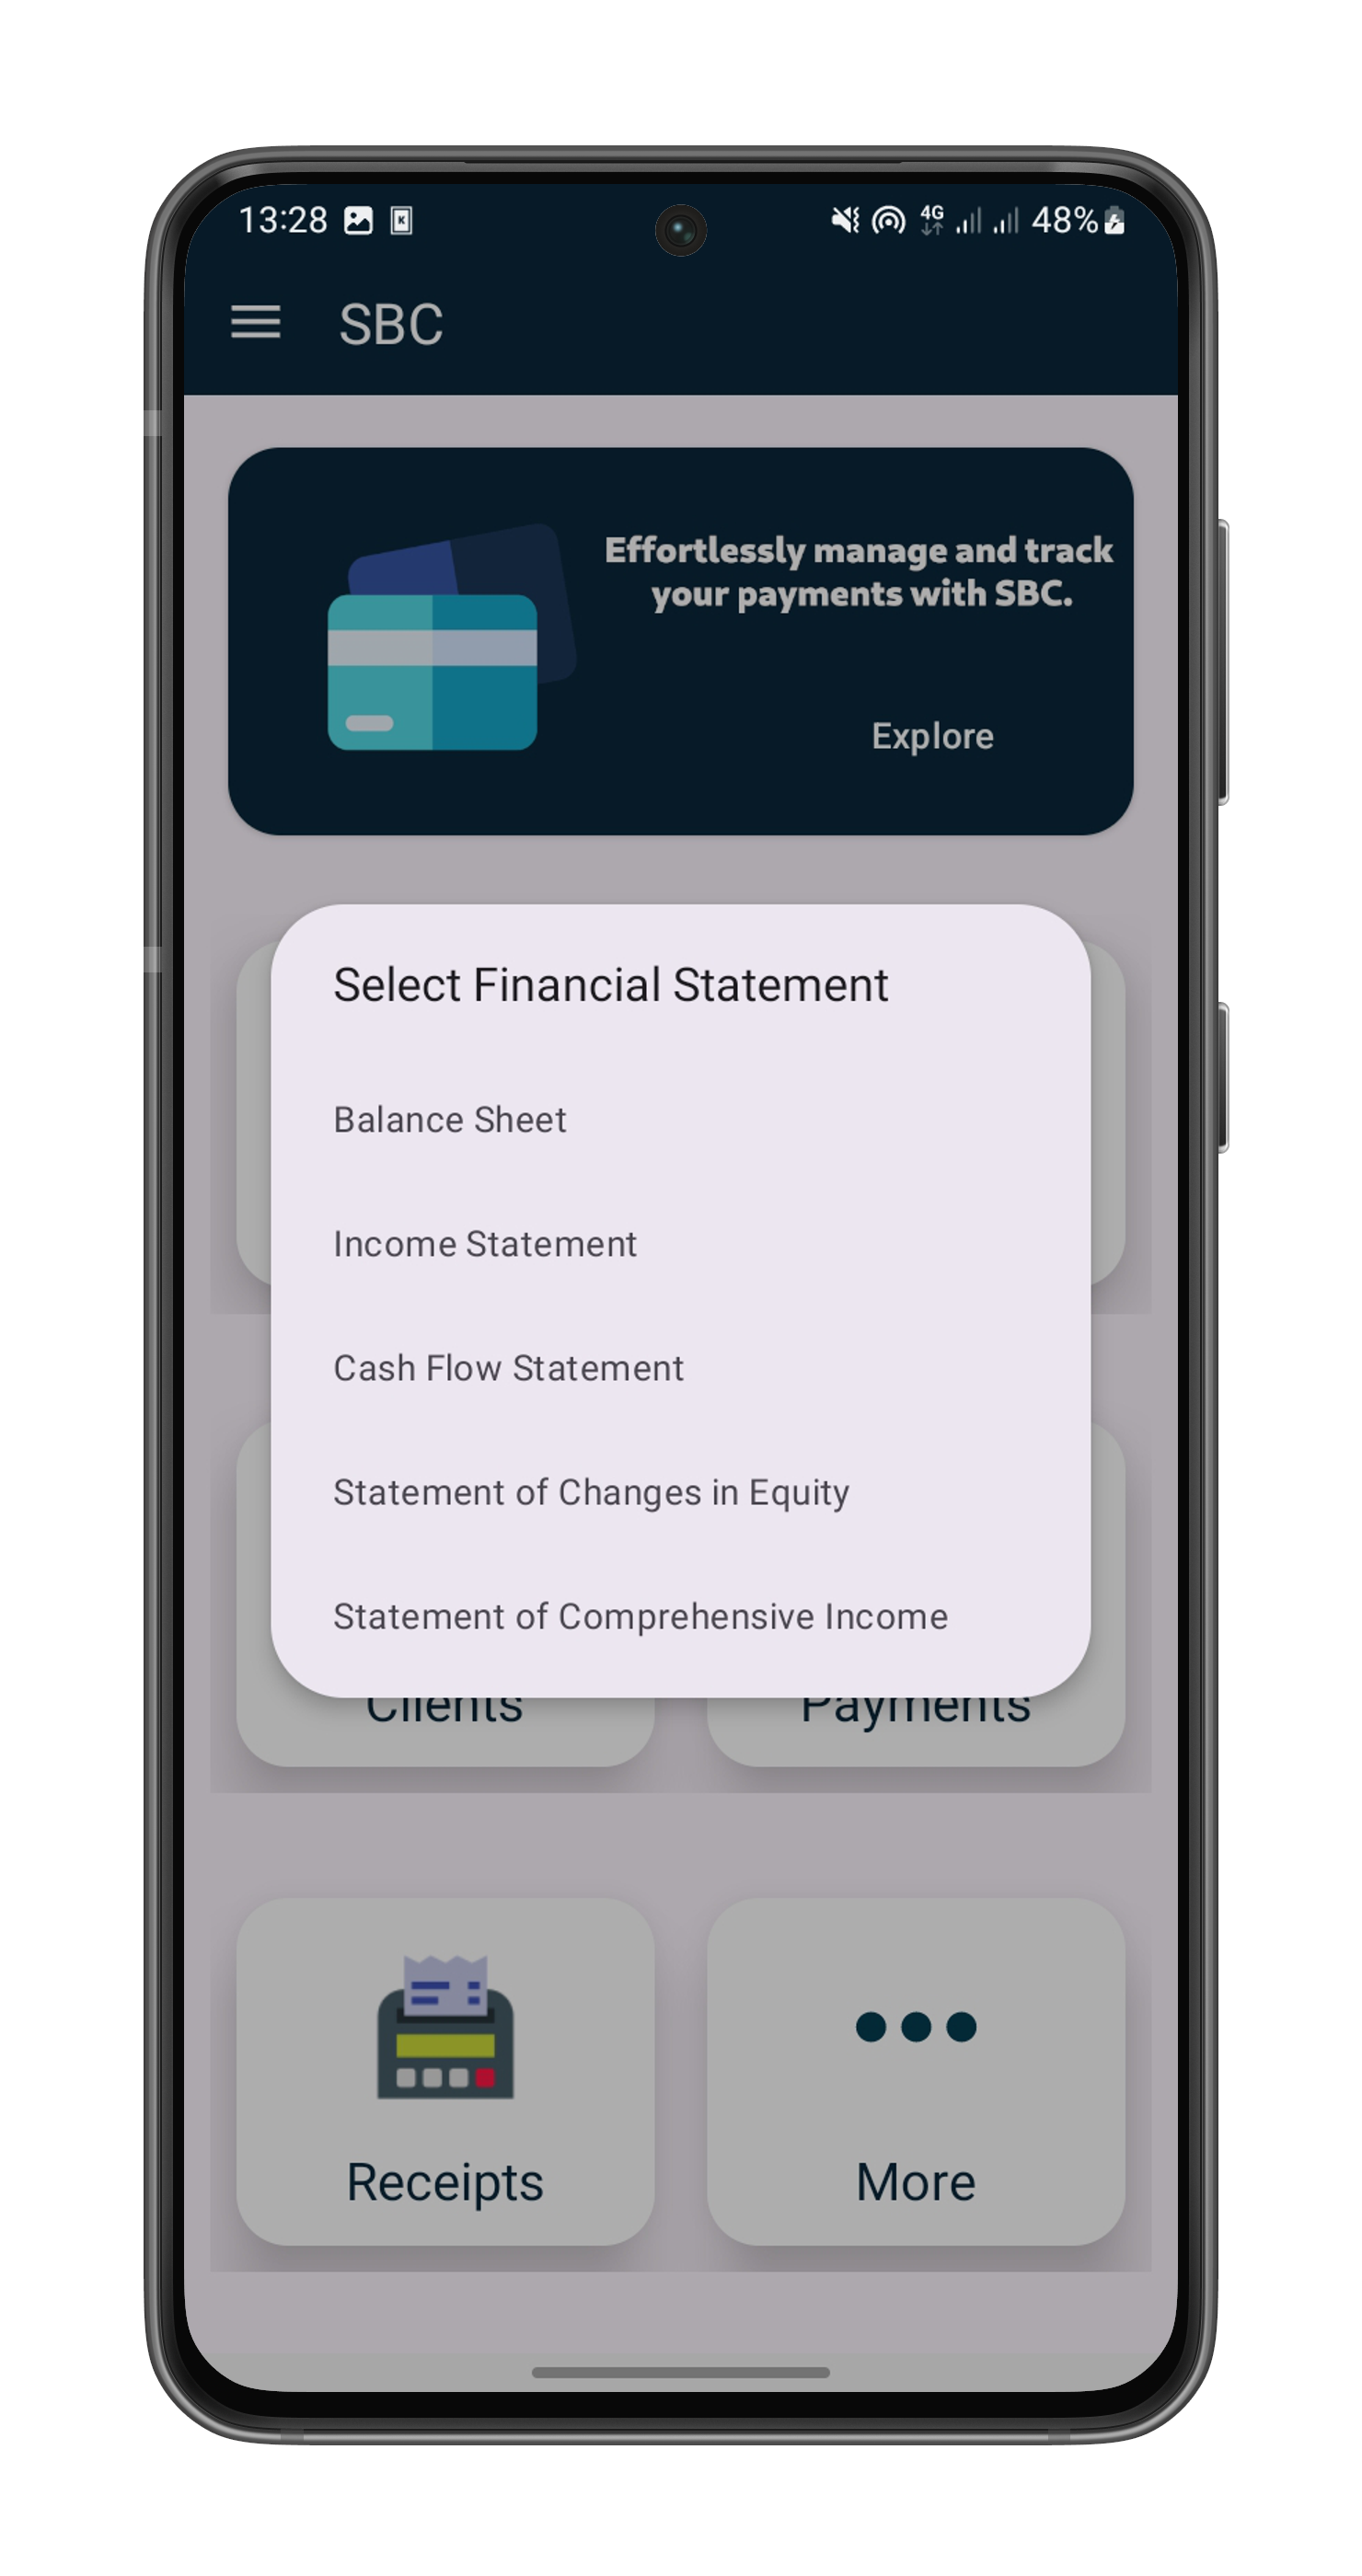 13:28
4G
48%
SBC
Effortlessly manage and track
your payments with SBC.
Explore
Select Financial Statement
Balance Sheet
Income Statement
Cash Flow Statement
Statement of Changes in Equity
Statement of Comprehensive Income
Clients
Payments
Receipts
More